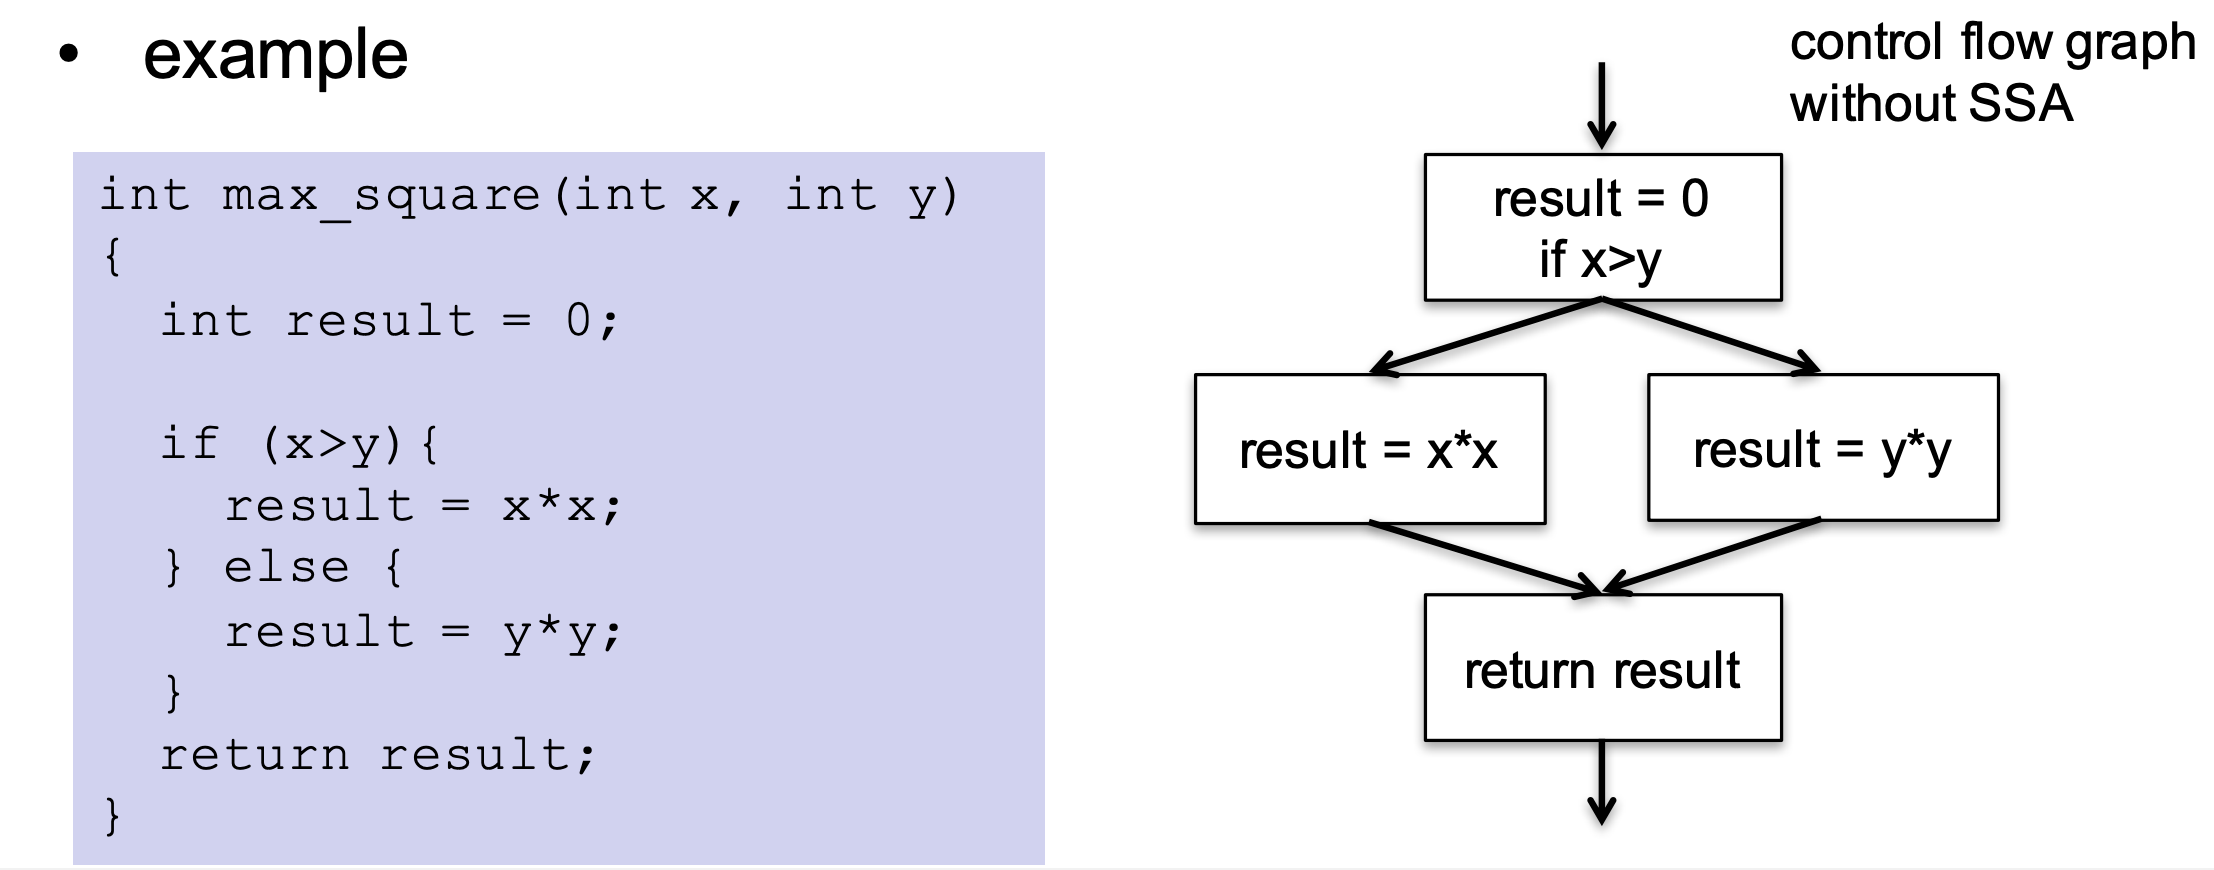 • example
int max_square(int x, int y)
{
  int result = 0;

  if (x>y){
    result = x*x;
  } else {
    result = y*y;
  }
  return result;
}
control flow graph
without SSA
result = 0
if x>y
result = x*x
result = y*y
return result